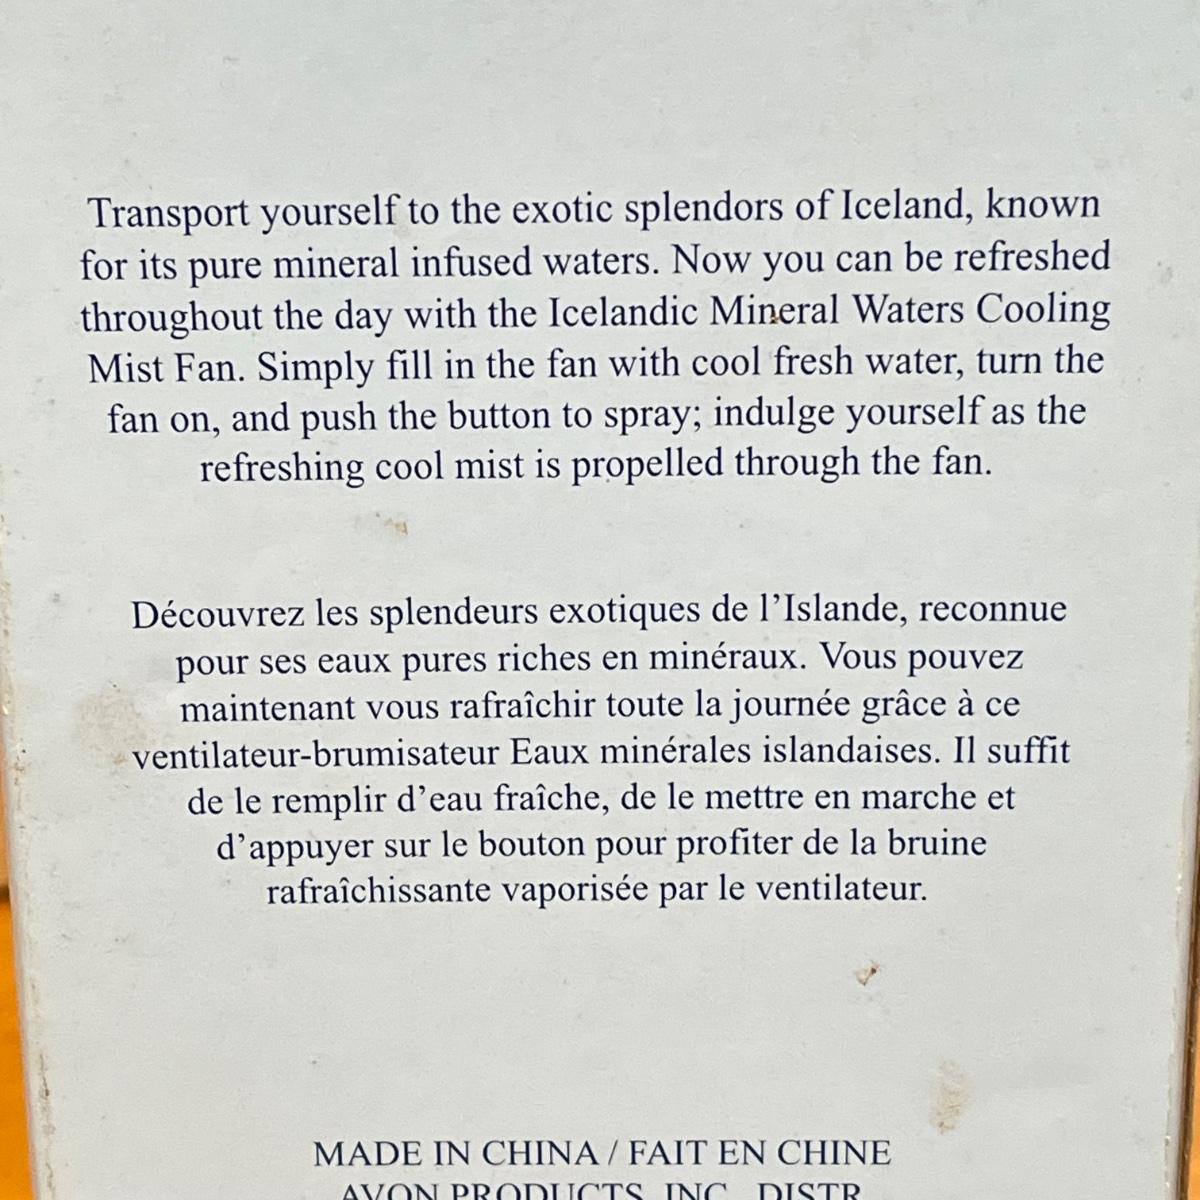 Transport yourself to the exotic splendors of Iceland, known
for its pure mineral infused waters. Now you can be refreshed
throughout the day with the Icelandic Mineral Waters Cooling
Mist Fan. Simply fill in the fan with cool fresh water, turn the
fan on, and push the button to spray; indulge yourself as the
refreshing cool mist is propelled through the fan.
Découvrez les splendeurs exotiques de l’Islande, reconnue
pour ses eaux pures riches en minéraux. Vous pouvez
maintenant vous rafraîchir toute la journée grâce à ce
ventilateur-brumisateur Eaux minérales islandaises. Il suffit
de le remplir d’eau fraîche, de le mettre en marche et
d’appuyer sur le bouton pour profiter de la bruine
rafraîchissante vaporisée par le ventilateur.
MADE IN CHINA / FAIT EN CHINE
AVON PRODUCTS, INC., DISTR.